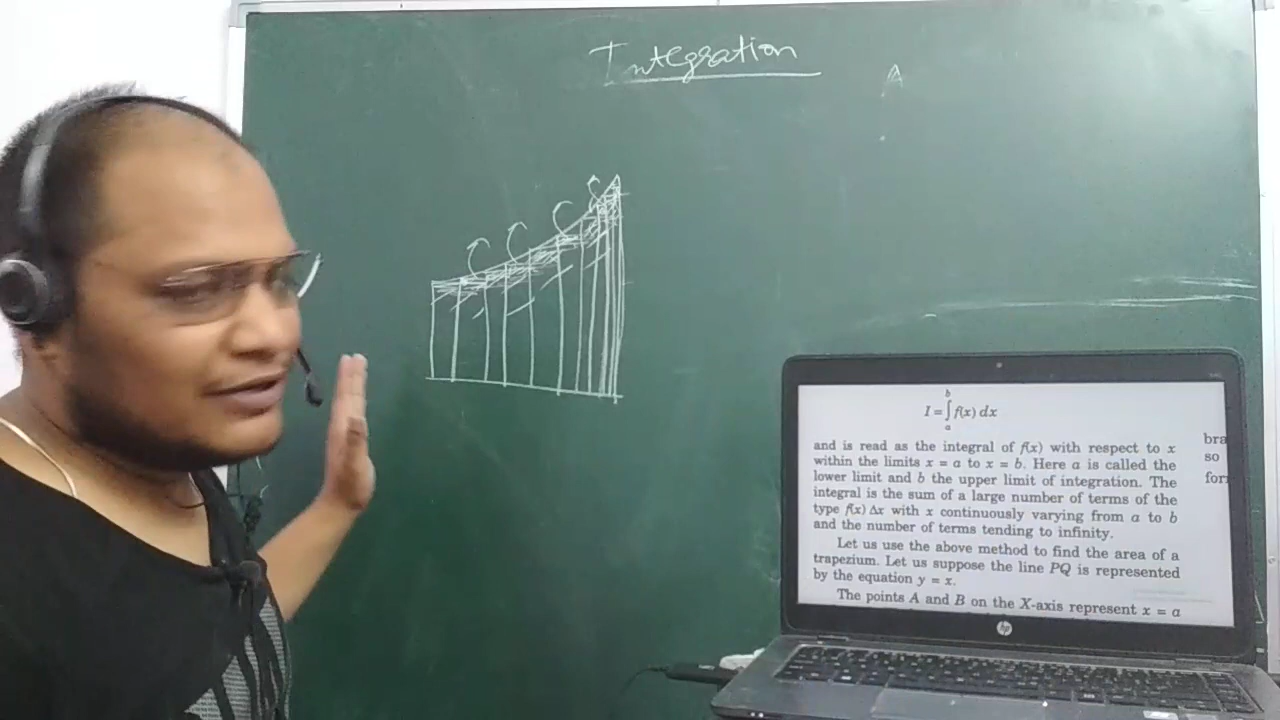 Integration
A
b
I = ∫ f(x) dx
a
and is read as the integral of f(x) with respect to x
within the limits x = a to x = b. Here a is called the
lower limit and b the upper limit of integration. The
integral is the sum of a large number of terms of the
type f(x) Δx with x continuously varying from a to b
and the number of terms tending to infinity.
Let us use the above method to find the area of a
trapezium. Let us suppose the line PQ is represented
by the equation y = x.
The points A and B on the X-axis represent x = a
bra
so
for
hp